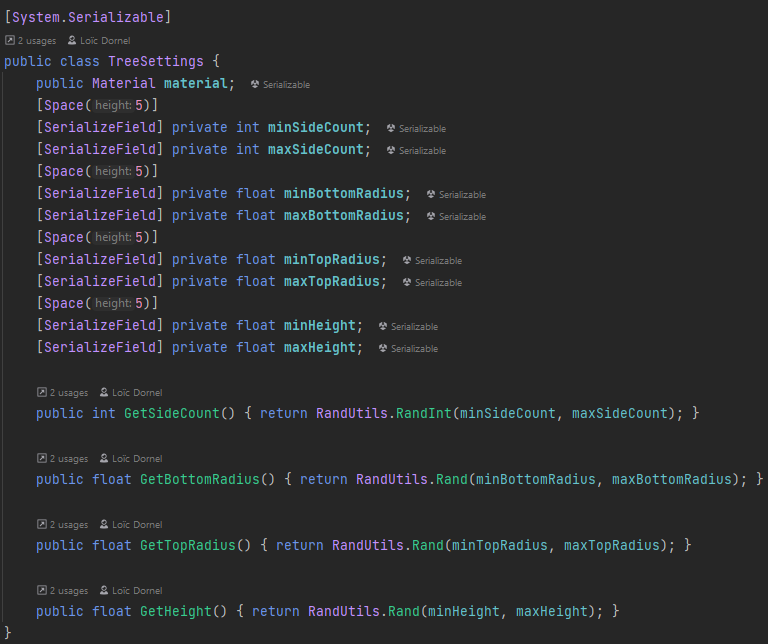 [System.Serializable]
2 usages Loïc Dornel
public class TreeSettings {
public Material material; Serializable
[Space(height: 5)]
[SerializeField] private int minSideCount; Serializable
[SerializeField] private int maxSideCount; Serializable
[Space(height: 5)]
[SerializeField] private float minBottomRadius; Serializable
[SerializeField] private float maxBottomRadius; Serializable
[Space(height: 5)]
[SerializeField] private float minTopRadius; Serializable
[SerializeField] private float maxTopRadius; Serializable
[Space(height: 5)]
[SerializeField] private float minHeight; Serializable
[SerializeField] private float maxHeight; Serializable
2 usages Loïc Dornel
public int GetSideCount() { return RandUtils.RandInt(minSideCount, maxSideCount); }
2 usages Loïc Dornel
public float GetBottomRadius() { return RandUtils.Rand(minBottomRadius, maxBottomRadius); }
2 usages Loïc Dornel
public float GetTopRadius() { return RandUtils.Rand(minTopRadius, maxTopRadius); }
2 usages Loïc Dornel
public float GetHeight() { return RandUtils.Rand(minHeight, maxHeight); }
}